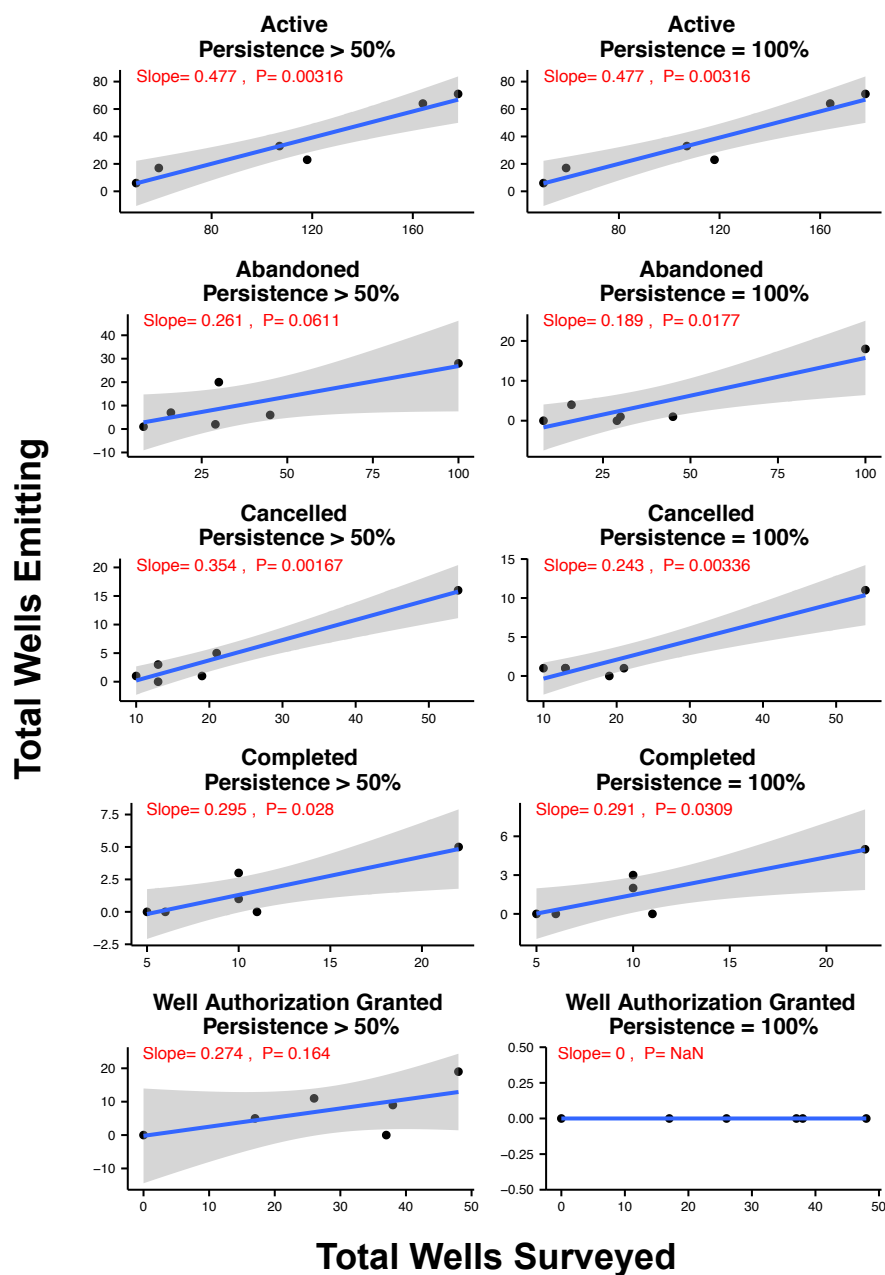 Total Wells Emitting
Active
Persistence > 50%
Slope= 0.477 , P= 0.00316
80
60
40
20
0
80
120
160
Active
Persistence = 100%
Slope= 0.477 , P= 0.00316
80
60
40
20
0
80
120
160
Abandoned
Persistence > 50%
Slope= 0.261 , P= 0.0611
40
30
20
10
0
−10
25
50
75
100
Abandoned
Persistence = 100%
Slope= 0.189 , P= 0.0177
20
10
0
25
50
75
100
Cancelled
Persistence > 50%
Slope= 0.354 , P= 0.00167
20
15
10
5
0
10
20
30
40
50
Cancelled
Persistence = 100%
Slope= 0.243 , P= 0.00336
15
10
5
0
10
20
30
40
50
Completed
Persistence > 50%
Slope= 0.295 , P= 0.028
7.5
5.0
2.5
0.0
−2.5
5
10
15
20
Completed
Persistence = 100%
Slope= 0.291 , P= 0.0309
6
3
0
5
10
15
20
Well Authorization Granted
Persistence > 50%
Slope= 0.274 , P= 0.164
20
10
0
−10
0
10
20
30
40
50
Well Authorization Granted
Persistence = 100%
Slope= 0 , P= NaN
0.50
0.25
0.00
−0.25
−0.50
0
10
20
30
40
50
Total Wells Surveyed